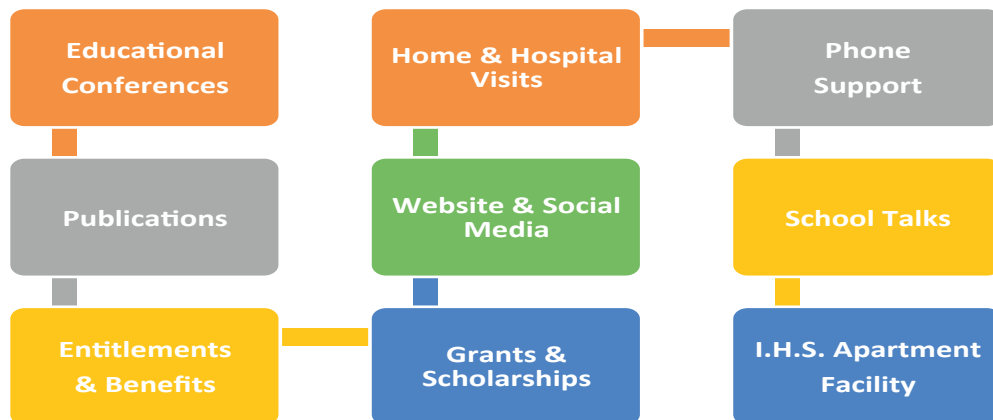 Educational
Conferences
Publications
Entitlements
& Benefits
Grants &
Scholarships
Website & Social
Media
Home & Hospital
Visits
Phone
Support
School Talks
I.H.S. Apartment
Facility